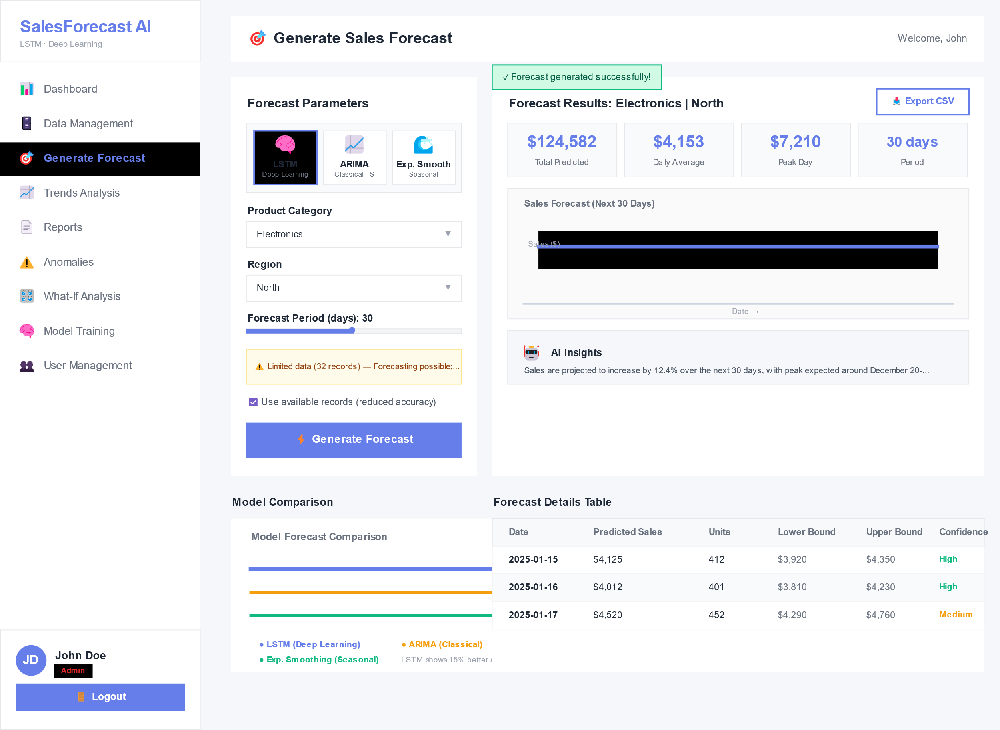 SalesForecast AI
LSTM · Deep Learning
Dashboard
Data Management
Generate Forecast
Trends Analysis
Reports
Anomalies
What-If Analysis
Model Training
User Management
JD
John Doe
Admin
Logout
Generate Sales Forecast
Welcome, John
Forecast Parameters
LSTM
Deep Learning
ARIMA
Classical TS
Exp. Smooth
Seasonal
Product Category
Electronics
Region
North
Forecast Period (days): 30
Limited data (32 records) — Forecasting possible;...
Use available records (reduced accuracy)
Generate Forecast
✓ Forecast generated successfully!
Forecast Results: Electronics | North
Export CSV
$124,582
Total Predicted
$4,153
Daily Average
$7,210
Peak Day
30 days
Period
Sales Forecast (Next 30 Days)
Sales ($)
Date →
AI Insights
Sales are projected to increase by 12.4% over the next 30 days, with peak expected around December 20-...
Model Comparison
Model Forecast Comparison
● LSTM (Deep Learning)
● ARIMA (Classical)
● Exp. Smoothing (Seasonal)
LSTM shows 15% better
Forecast Details Table
Date Predicted Sales Units Lower Bound Upper Bound Confidence
2025-01-15 $4,125 412 $3,920 $4,350 High
2025-01-16 $4,012 401 $3,810 $4,230 High
2025-01-17 $4,520 452 $4,290 $4,760 Medium